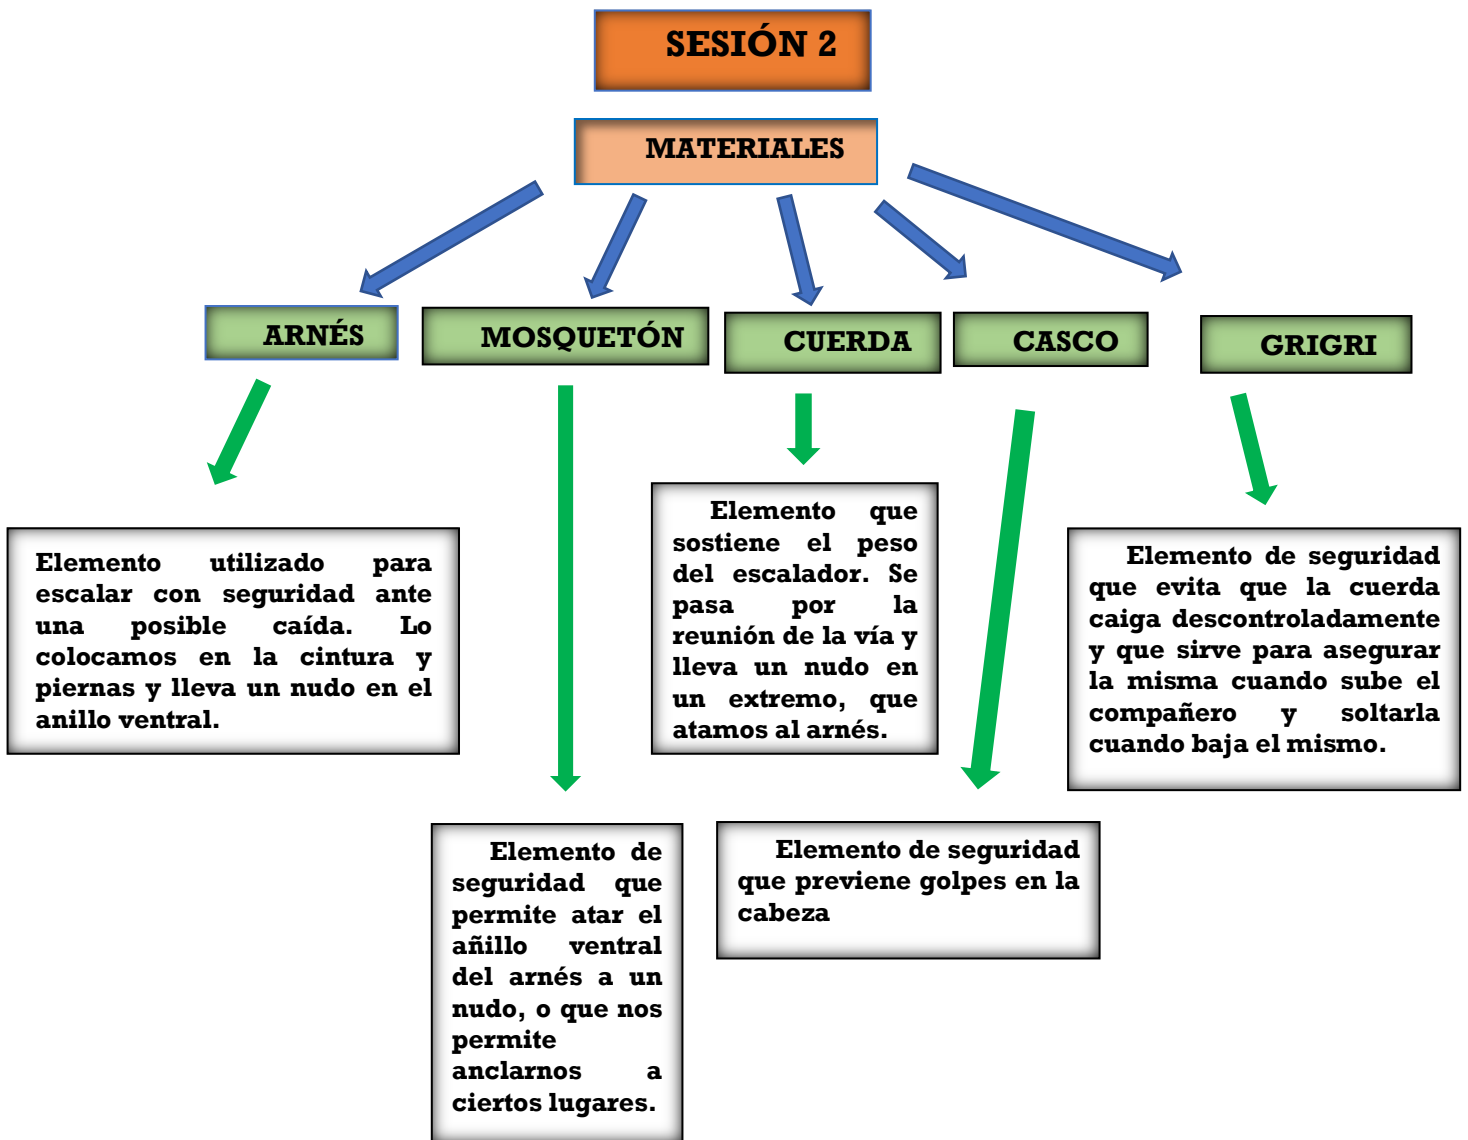 SESIÓN 2
MATERIALES
ARNÉS
MOSQUETÓN
CUERDA
CASCO
GRIGRI
Elemento utilizado para
escalar con seguridad ante
una posible caída. Lo
colocamos en la cintura y
piernas y lleva un nudo en el
anillo ventral.
Elemento de
seguridad que
permite atar el
añillo ventral
del arnés a un
nudo, o que nos
permite
anclarnos a
ciertos lugares.
Elemento que
sostiene el peso
del escalador. Se
pasa por la
reunión de la vía y
lleva un nudo en
un extremo, que
atamos al arnés.
Elemento de seguridad
que previene golpes en la
cabeza
Elemento de seguridad
que evita que la cuerda
caiga descontroladamente
y que sirve para asegurar
la misma cuando sube el
compañero y soltarla
cuando baja el mismo.